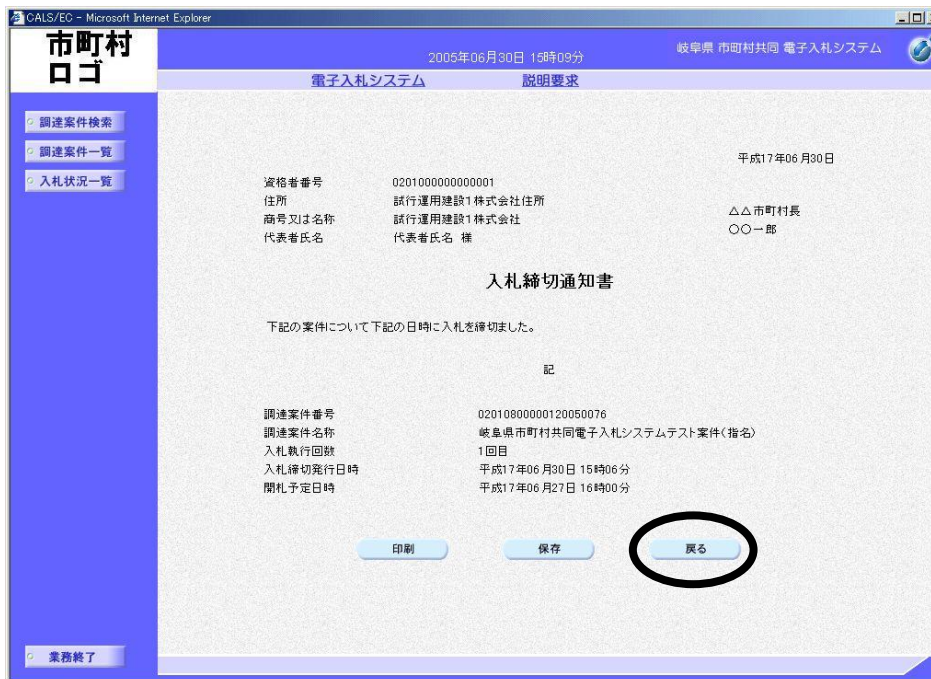 CALS/EC - Microsoft Internet Explorer
市町村
ロゴ
2005年06月30日 15時09分
岐阜県 市町村共同 電子入札システム
電子入札システム
説明要求
調達案件検索
調達案件一覧
入札状況一覧
平成17年06月30日
資格者番号 0201000000000001
住所 試行運用建設1株式会社住所
商号又は名称 試行運用建設1株式会社
代表者氏名 代表者氏名 様
△△市町村長
○○一郎
入札締切通知書
下記の案件について下記の日時に入札を締切ました。
記
調達案件番号 02010800000120050076
調達案件名称 岐阜県市町村共同電子入札システムテスト案件(指名)
入札執行回数 1回目
入札締切発行日時 平成17年06月30日 15時06分
開札予定日時 平成17年06月27日 16時00分
印刷
保存
戻る
業務終了